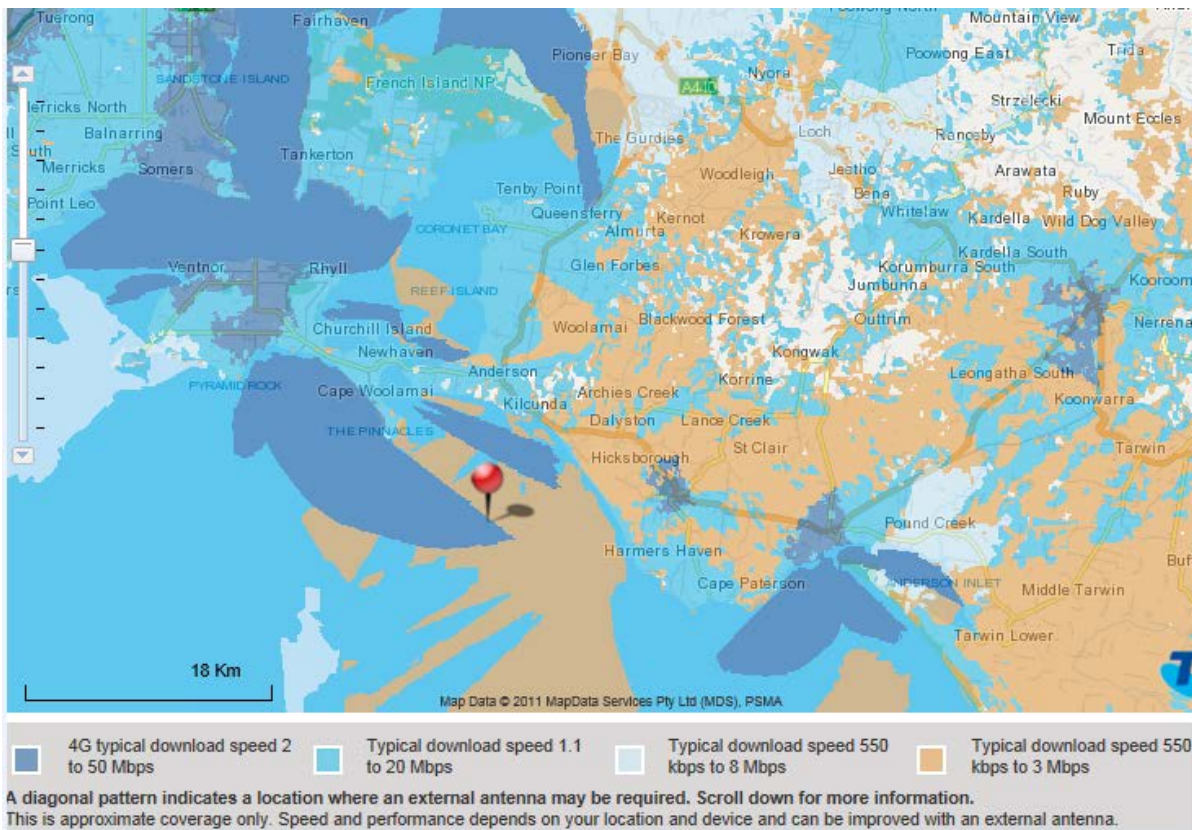 Tuerong
Fairhaven
Poowong North
Mountain View
Pioneer Bay
Poowong East
Trida
SANDSTONE ISLAND
French Island NP
Nyora
A440
Strzelecki
Merricks North
Mount Eccles
Balnarring
The Gurdies
Loch
Ranceby
South
Tankerton
Merricks
Somers
Woodleigh
Jeetho
Arawata
Tenby Point
Bena
Ruby
Point Leo
Queensferry
Kernot
Whitelaw
Kardella
Wild Dog Valley
CORONET BAY
Almurta
Krowera
Kardella South
Ventnor
Rhyll
Glen Forbes
Korumburra South
Jumbunna
REEF ISLAND
Churchill Island
Woolamai
Blackwood Forest
Outtrim
Nerrena
Newhaven
Kongwak
Anderson
Leongatha South
PYRAMID ROCK
Cape Woolamai
Korrine
Archies Creek
Koonwarra
Kilcunda
Dalyston
Lance Creek
THE PINNACLES
St Clair
Tarwin
Hicksborough
Pound Creek
Harmers Haven
Cape Paterson
ANDERSON INLET
Middle Tarwin
Tarwin Lower
18 Km
Map Data © 2011 MapData Services Pty Ltd (MDS), PSMA
4G typical download speed 2 to 50 Mbps
Typical download speed 1.1 to 20 Mbps
Typical download speed 550 kbps to 8 Mbps
Typical download speed 550 kbps to 3 Mbps
A diagonal pattern indicates a location where an external antenna may be required. Scroll down for more information.
This is approximate coverage only. Speed and performance depends on your location and device and can be improved with an external antenna.